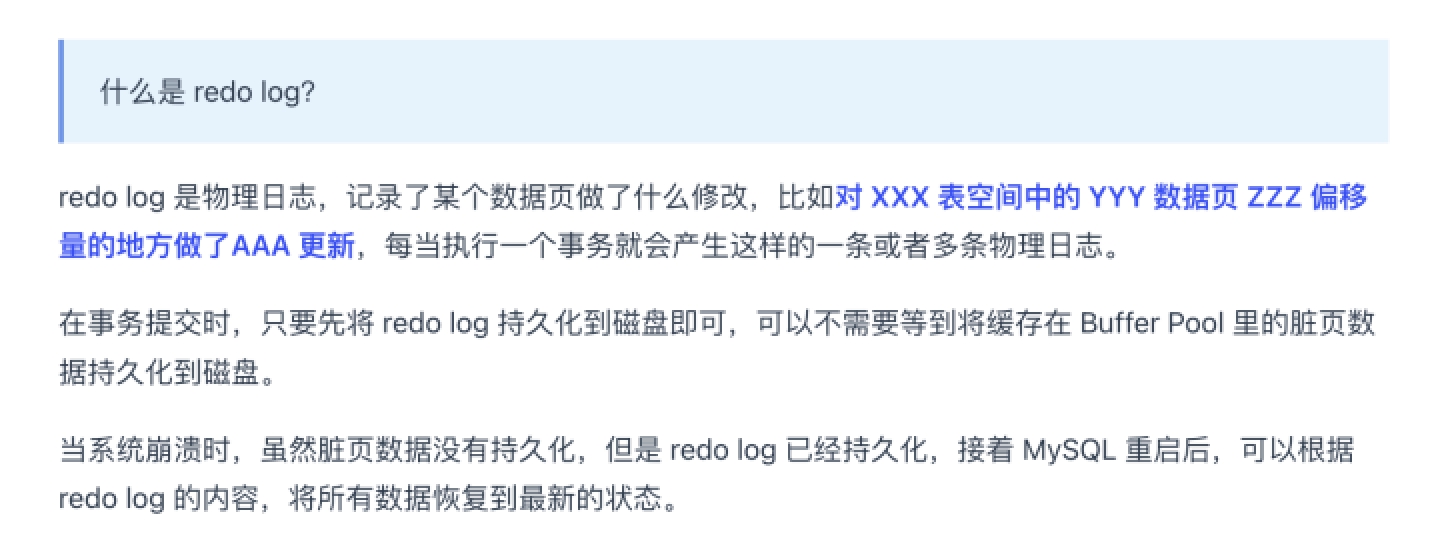 什么是 redo log?
redo log 是物理日志，记录了某个数据页做了什么修改，比如对 XXX 表空间中的 YYY 数据页 ZZZ 偏移
量的地方做了AAA 更新，每当执行一个事务就会产生这样的一条或者多条物理日志。
在事务提交时，只要先将 redo log 持久化到磁盘即可，可以不需要等到将缓存在 Buffer Pool 里的脏页数
据持久化到磁盘。
当系统崩溃时，虽然脏页数据没有持久化，但是 redo log 已经持久化，接着 MySQL 重启后，可以根据
redo log 的内容，将所有数据恢复到最新的状态。